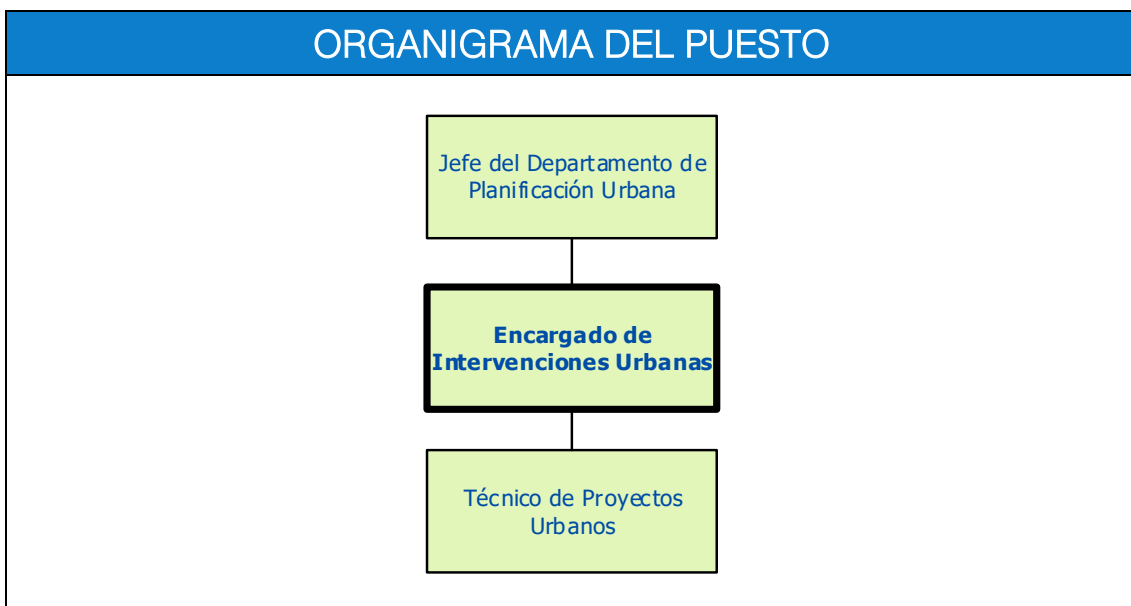 ORGANIGRAMA DEL PUESTO
Jefe del Departamento de
Planificación Urbana
Encargado de
Intervenciones Urbanas
Técnico de Proyectos
Urbanos